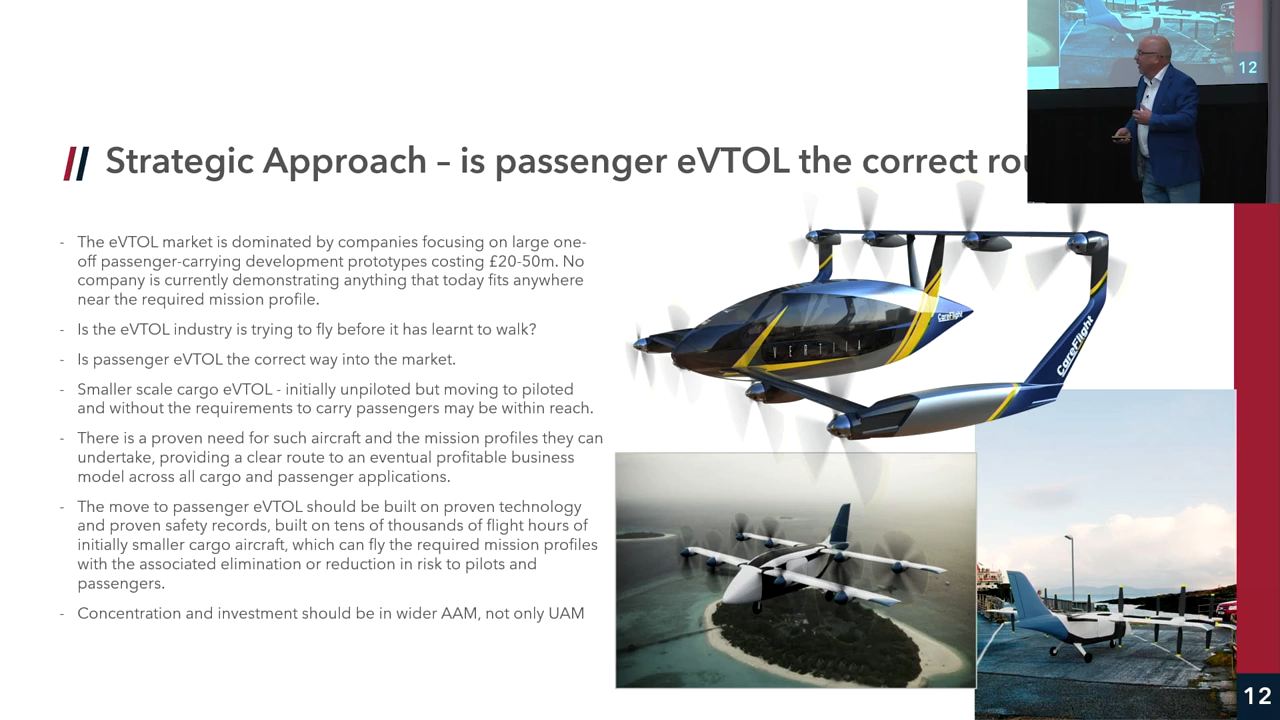 12
Strategic Approach – is passenger eVTOL the correct
- The eVTOL market is dominated by companies focusing on large one-
off passenger-carrying development prototypes costing £20-50m. No
company is currently demonstrating anything that today fits anywhere
near the required mission profile.
- Is the eVTOL industry is trying to fly before it has learnt to walk?
- Is passenger eVTOL the correct way into the market.
- Smaller scale cargo eVTOL - initially unpiloted but moving to piloted
and without the requirements to carry passengers may be within reach.
- There is a proven need for such aircraft and the mission profiles they can
undertake, providing a clear route to an eventual profitable business
model across all cargo and passenger applications.
- The move to passenger eVTOL should be built on proven technology
and proven safety records, built on tens of thousands of flight hours of
initially smaller cargo aircraft, which can fly the required mission profiles
with the associated elimination or reduction in risk to pilots and
passengers.
- Concentration and investment should be in wider AAM, not only UAM
CareFlight
CareFlight
12